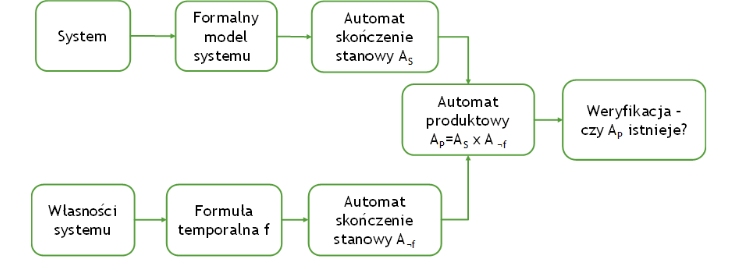 System
Formalny
model
systemu
Automat
skończenie
stanowy Aₛ
Automat
produktowy
Aₚ=Aₛ x A ¬f
Weryfikacja –
czy Aₚ istnieje?
Własności
systemu
Formuła
temporalna f
Automat
skończenie
stanowy A¬f